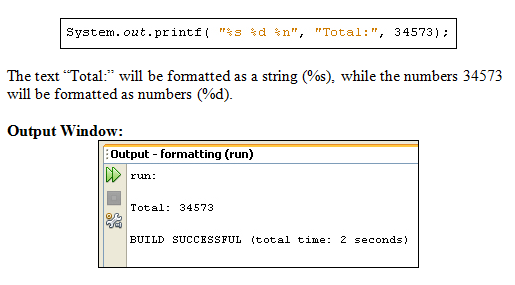 System.out.printf( "%s %d %n", "Total:", 34573);
The text “Total:” will be formatted as a string (%s), while the numbers 34573
will be formatted as numbers (%d).
Output Window:
Output - formatting (run)
run:
Total: 34573
BUILD SUCCESSFUL (total time: 2 seconds)